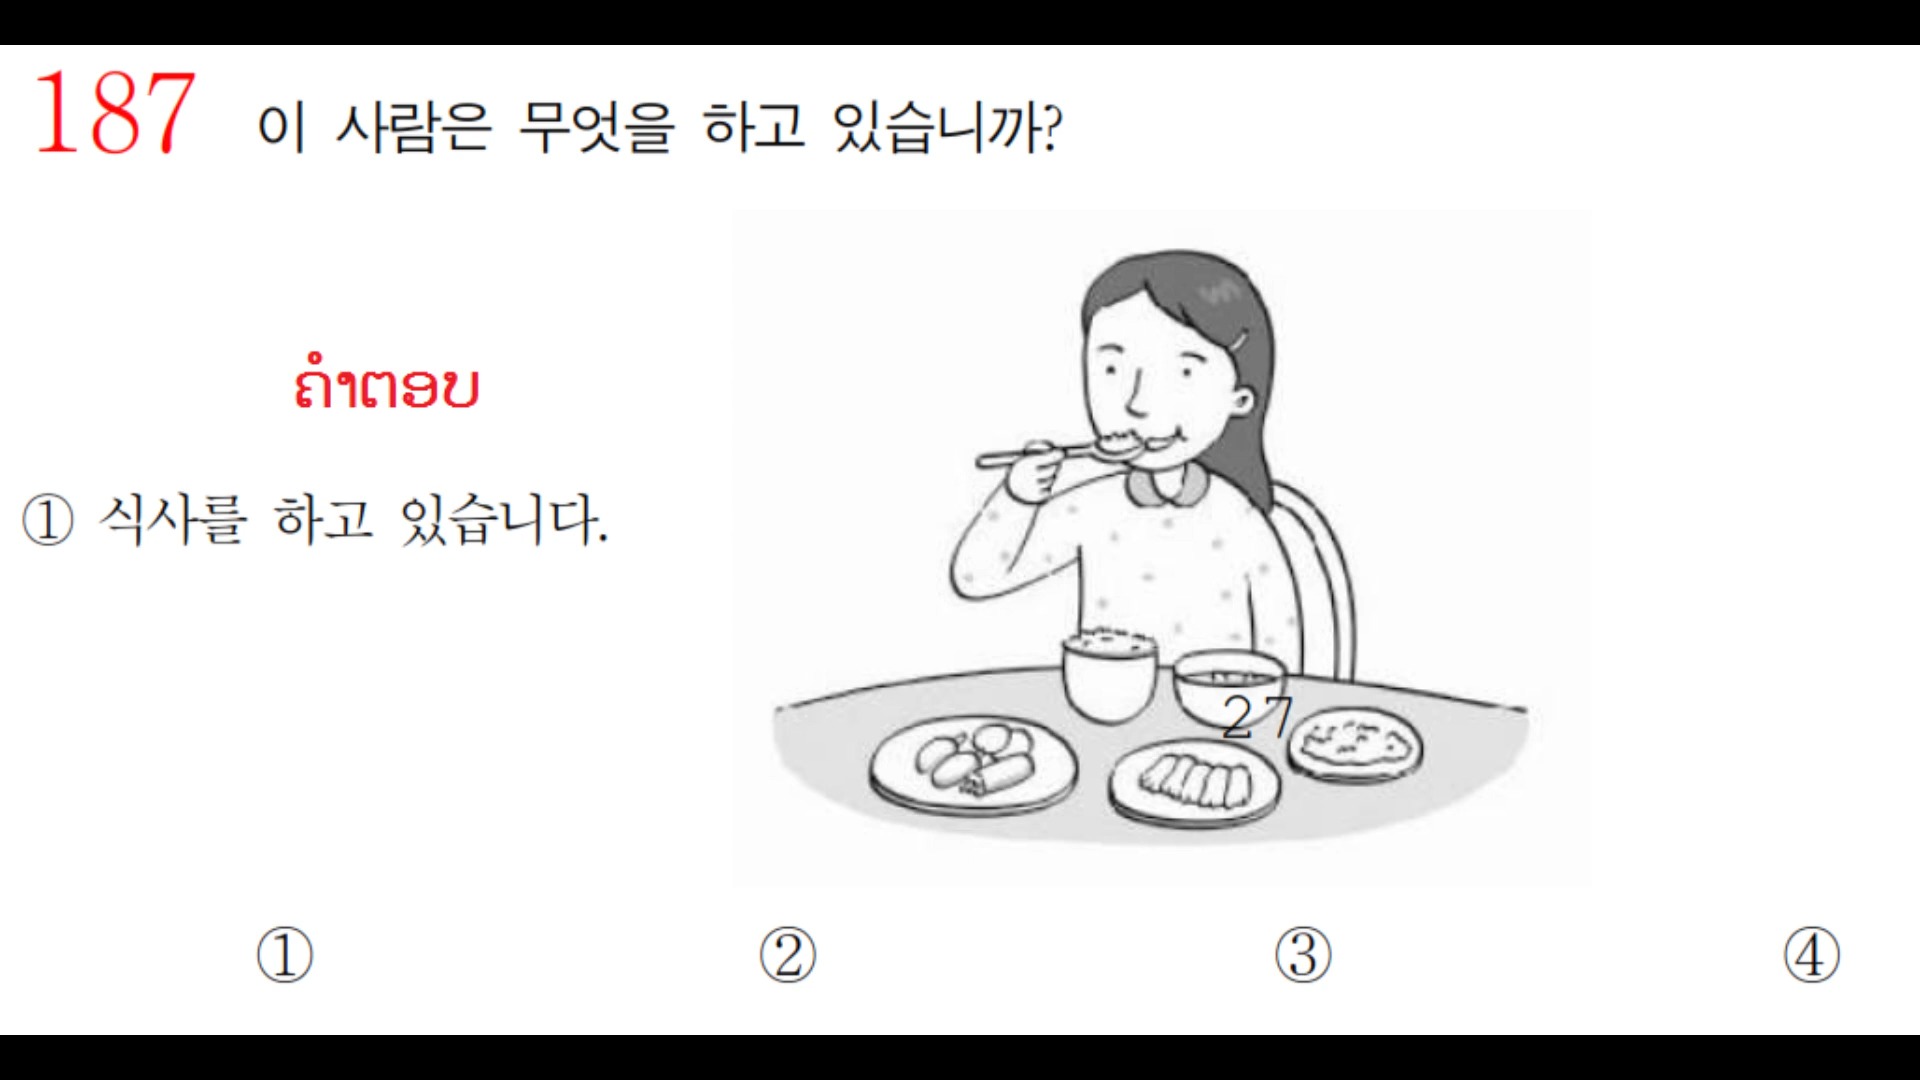 187 이 사람은 무엇을 하고 있습니까?
ຄຳຕອບ
① 식사를 하고 있습니다.
27
① ② ③ ④